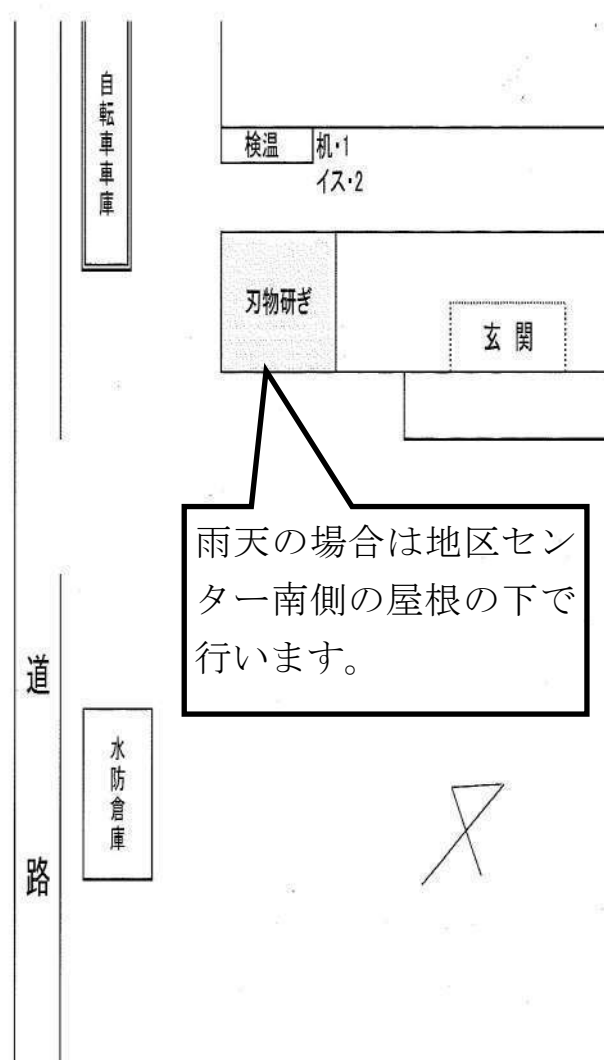 自転車車庫
検温
机・1
イス・2
刃物研ぎ
玄関
雨天の場合は地区セン
ター南側の屋根の下で
行います。
道路
水防倉庫